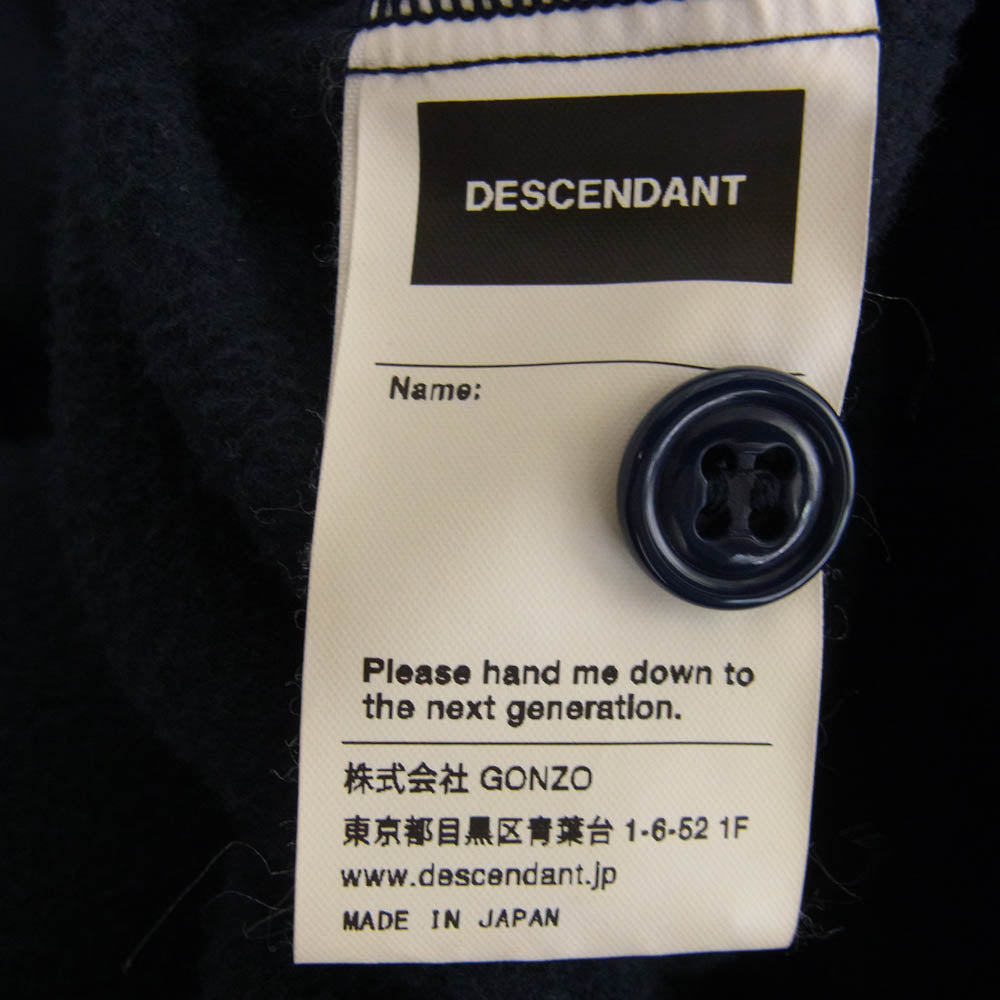 DESCENDANT
Name:
Please hand me down to
the next generation.
株式会社 GONZO
東京都目黒区青葉台 1-6-52 1F
www.descendant.jp
MADE IN JAPAN